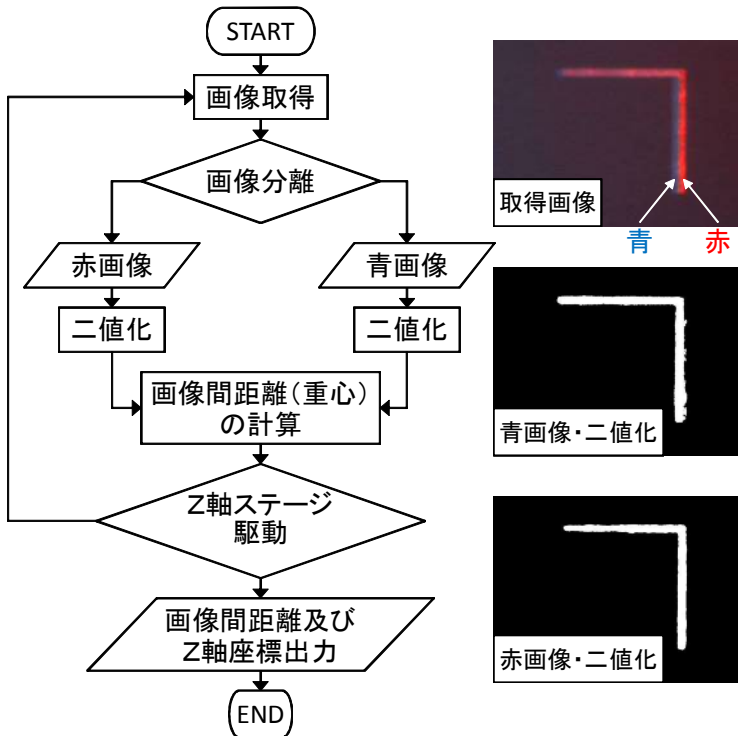 START
画像取得
画像分離
赤画像
青画像
二値化
二値化
画像間距離(重心)
の計算
Z軸ステージ
駆動
画像間距離及び
Z軸座標出力
END
取得画像
青
赤
青画像・二値化
赤画像・二値化